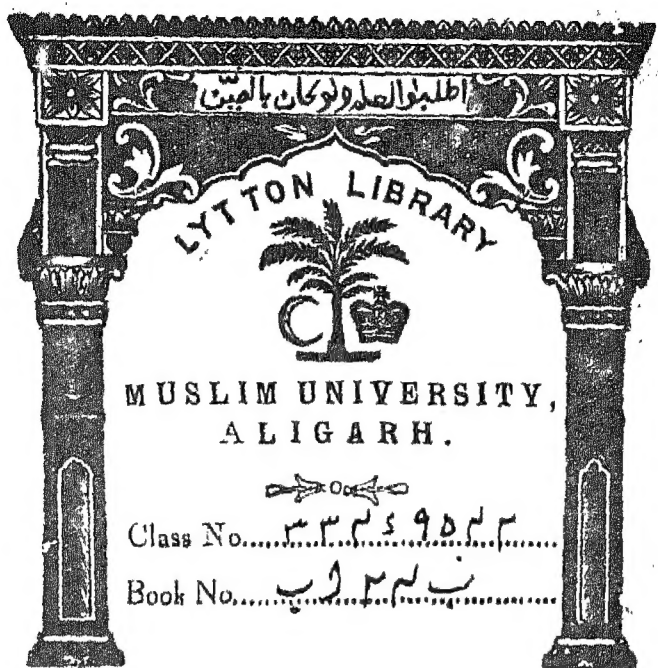 اطلبوا العلم ولو كان بالصين
LYTTON LIBRARY
MUSLIM UNIVERSITY,
ALIGARH.
Class No.
Book No.